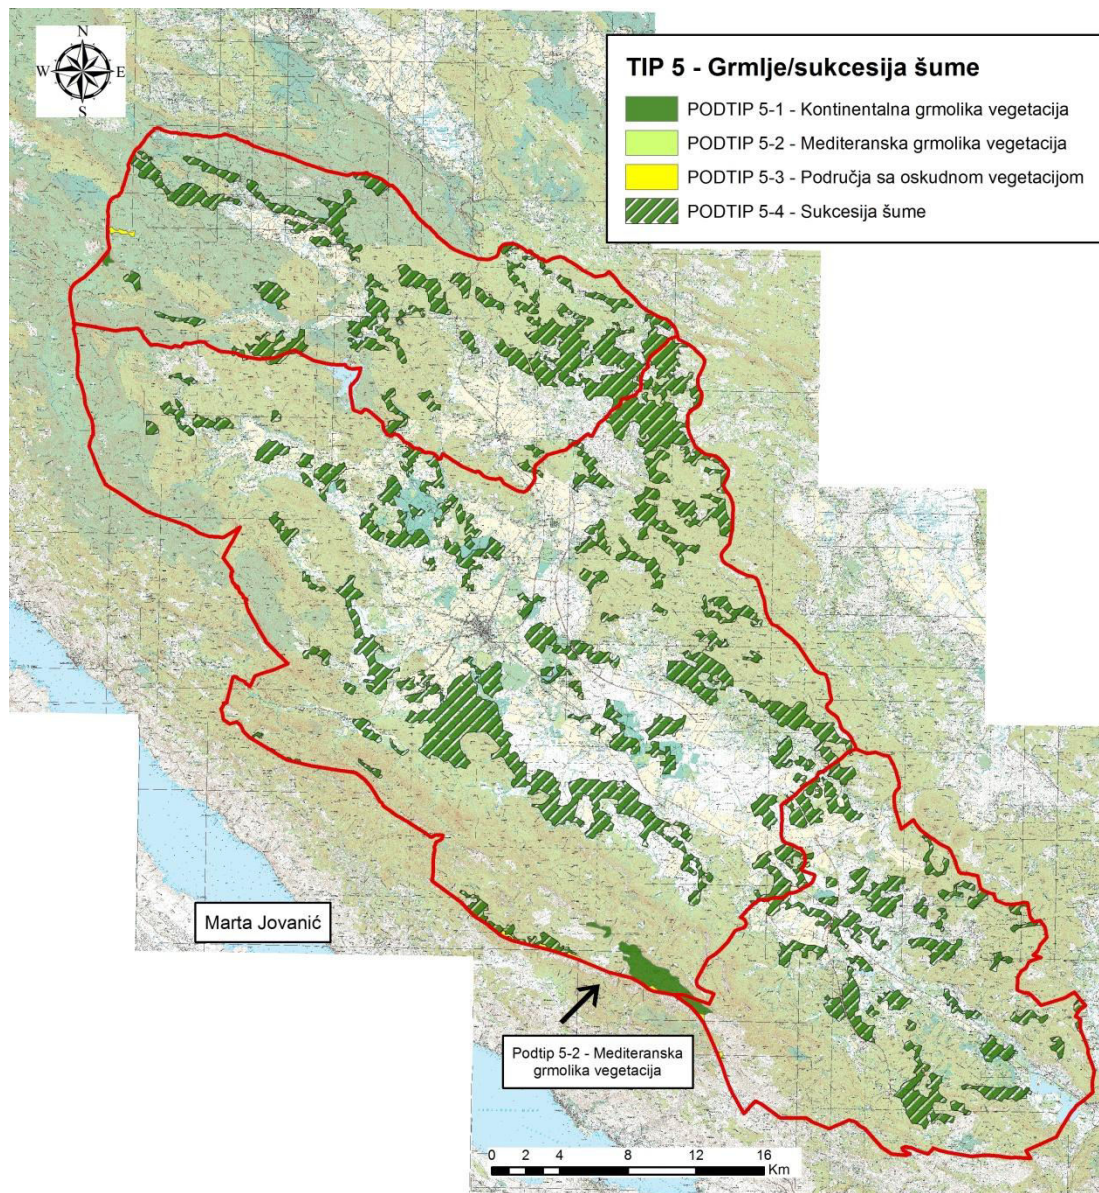 N
W E
S
TIP 5 - Grmlje/sukcesija šume
PODTIP 5-1 - Kontinentalna grmolika vegetacija
PODTIP 5-2 - Mediteranska grmolika vegetacija
PODTIP 5-3 - Područja sa oskudnom vegetacijom
PODTIP 5-4 - Sukcesija šume
Marta Jovanić
Podtip 5-2 - Mediteranska
grmolika vegetacija
0 2 4 8 12 16
Km